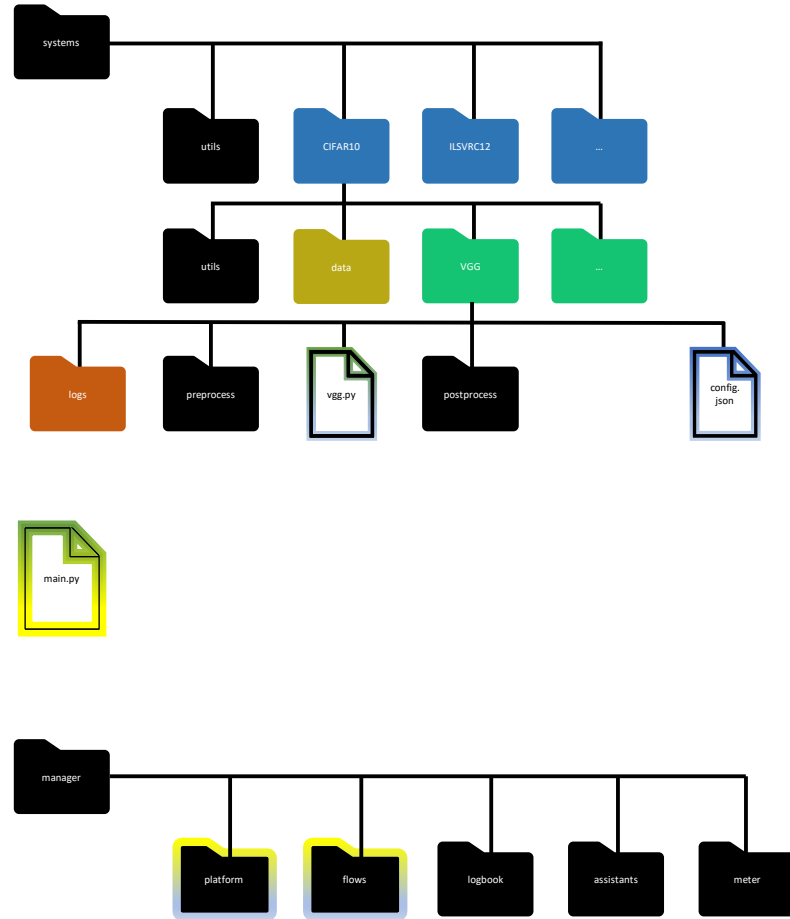 systems
utils
CIFAR10
ILSVRC12
...
utils
data
VGG
...
logs
preprocess
vgg.py
postprocess
config.
json
main.py
manager
platform
flows
logbook
assistants
meter